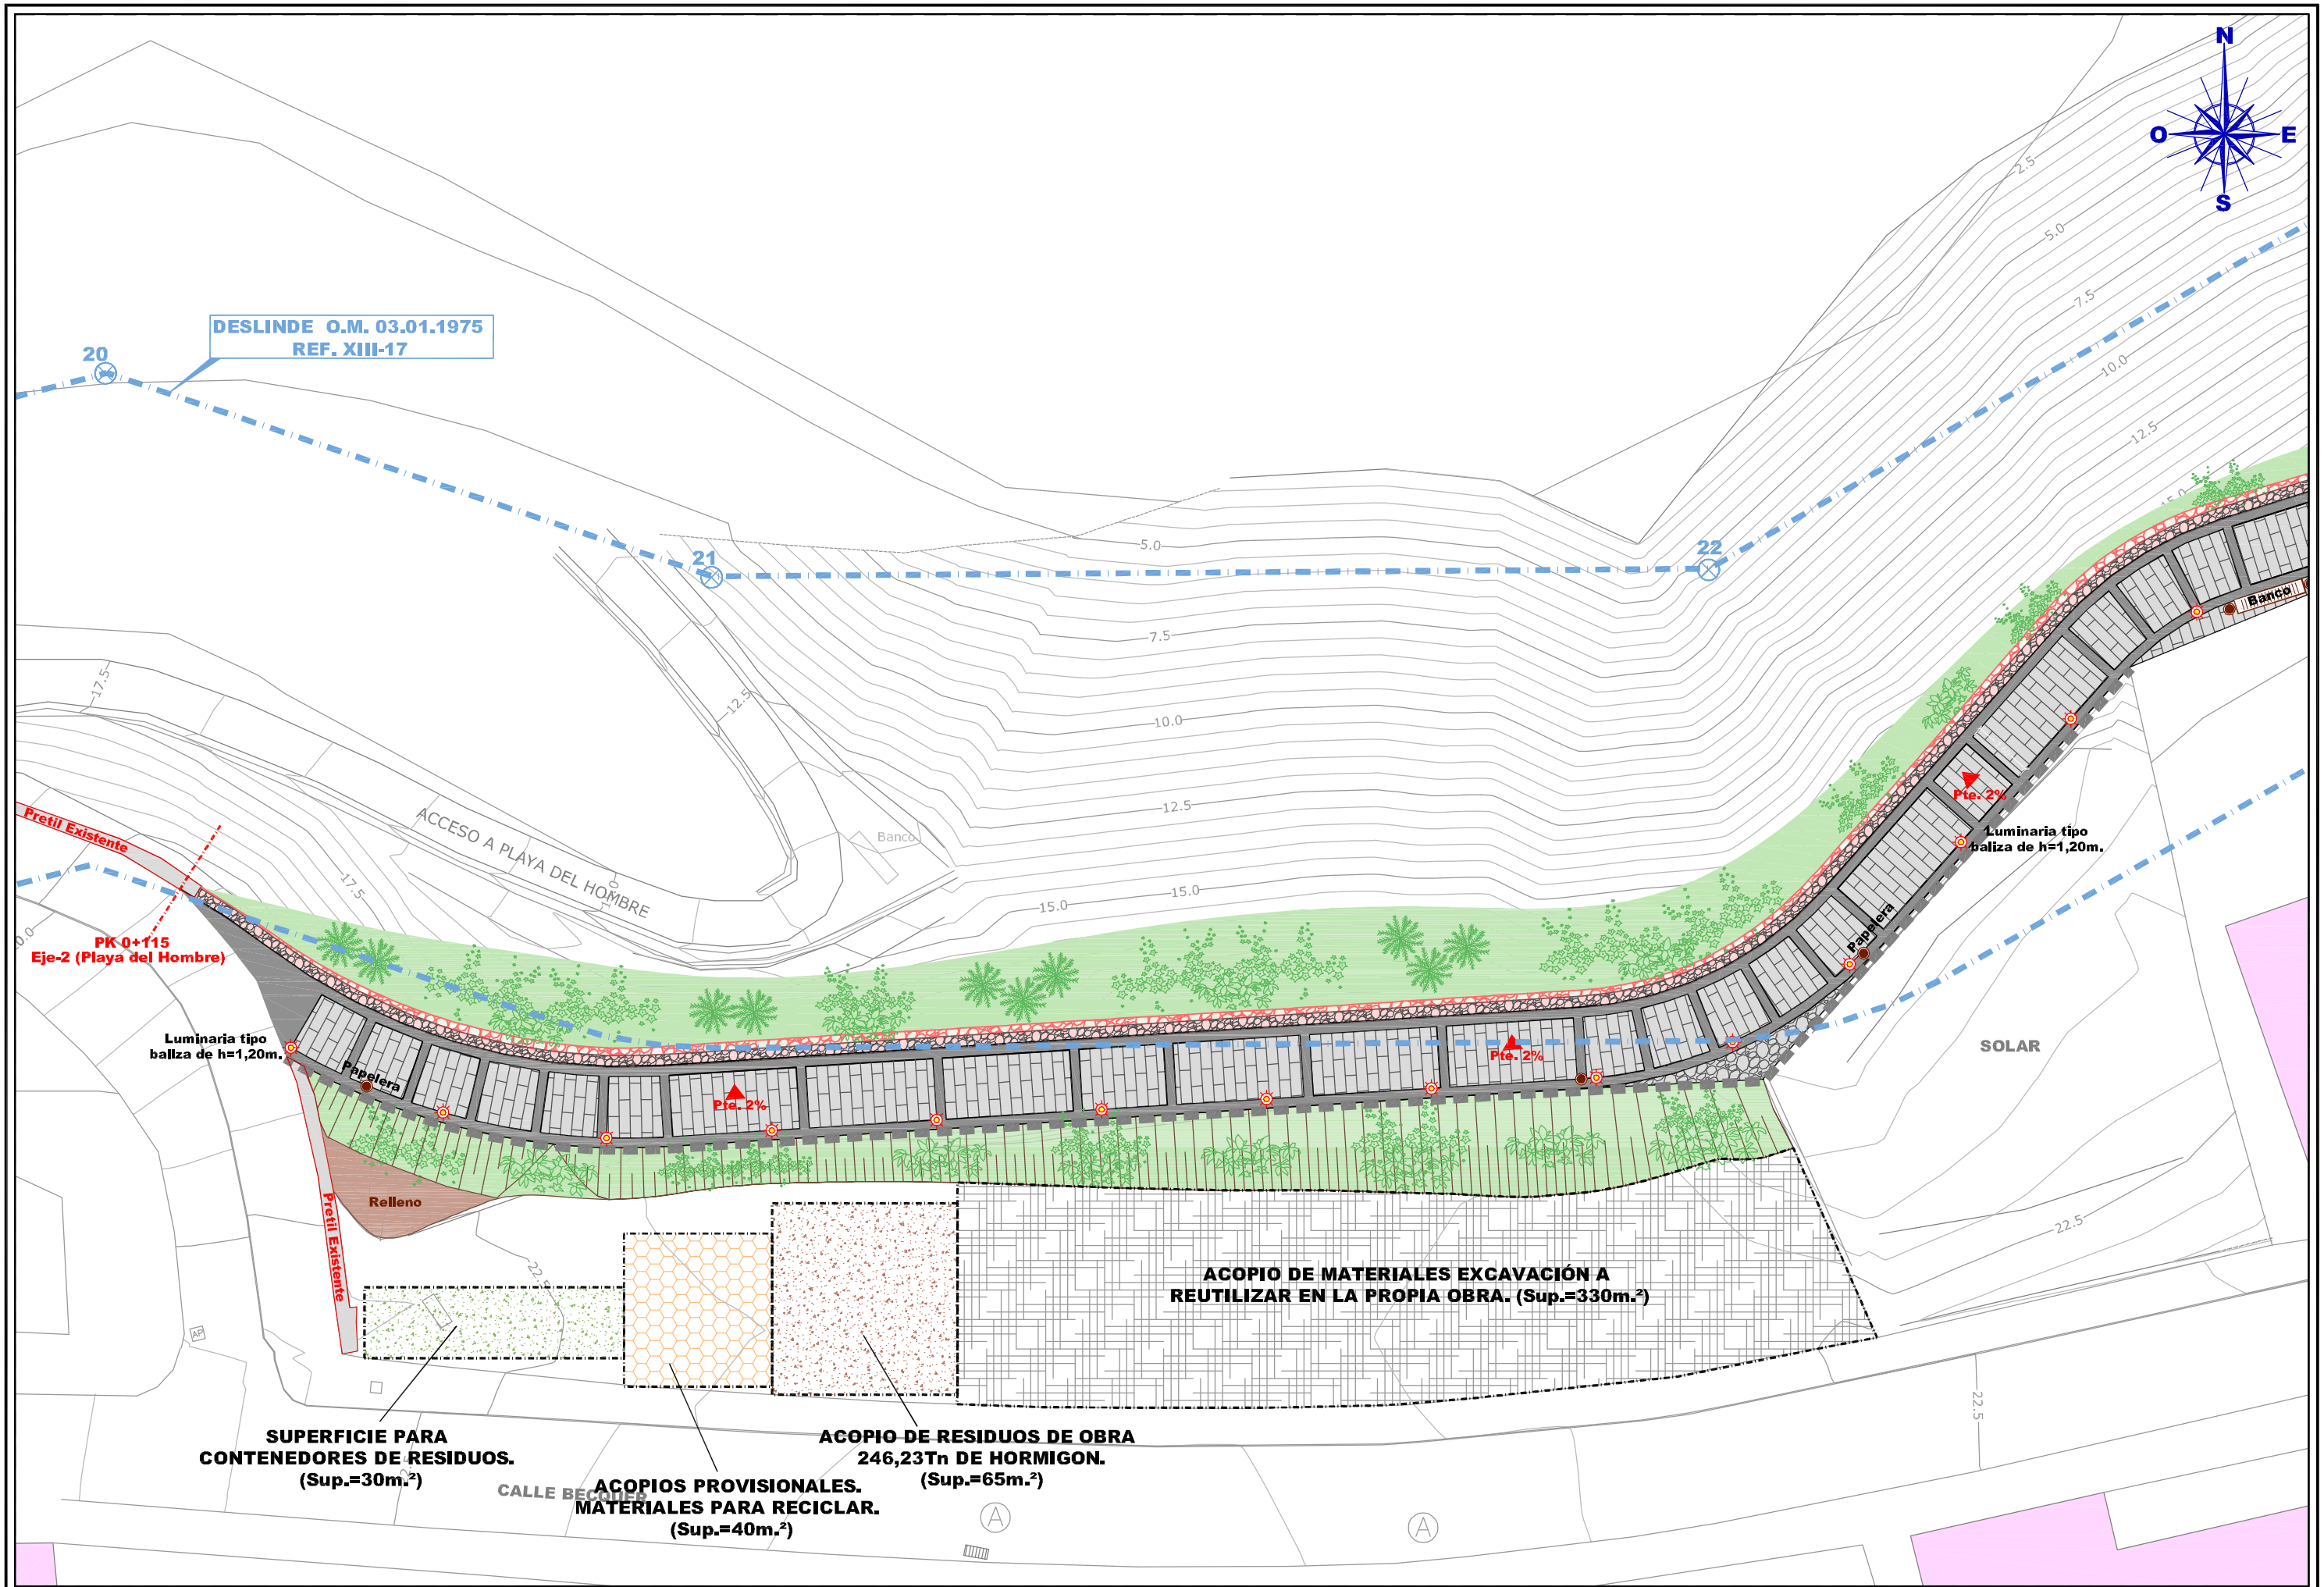 N
O
E
S
2.5
5.0
7.5
10.0
12.5
15.0
DESLINDE O.M. 03.01.1975
REF. XIII-17
20
21
22
5.0
7.5
10.0
12.5
15.0
15.0
17.5
12.5
17.5
ACCESO A PLAYA DEL HOMBRE
Banco
Banco
Pretil Existente
PK 0+115
Eje-2 (Playa del Hombre)
Luminaria tipo
baliza de h=1,20m.
Papelera
Pte. 2%
Pte. 2%
Pte. 2%
Luminaria tipo
baliza de h=1,20m.
Papelera
SOLAR
Relleno
Pretil Existente
22.5
22.5
22.5
AP
ACOPIO DE MATERIALES EXCAVACIÓN A
REUTILIZAR EN LA PROPIA OBRA. (Sup.=330m.²)
SUPERFICIE PARA
CONTENEDORES DE RESIDUOS.
(Sup.=30m.²)
ACOPIOS PROVISIONALES.
MATERIALES PARA RECICLAR.
(Sup.=40m.²)
ACOPIO DE RESIDUOS DE OBRA
246,23Tn DE HORMIGON.
(Sup.=65m.²)
CALLE BECQUER
A
A